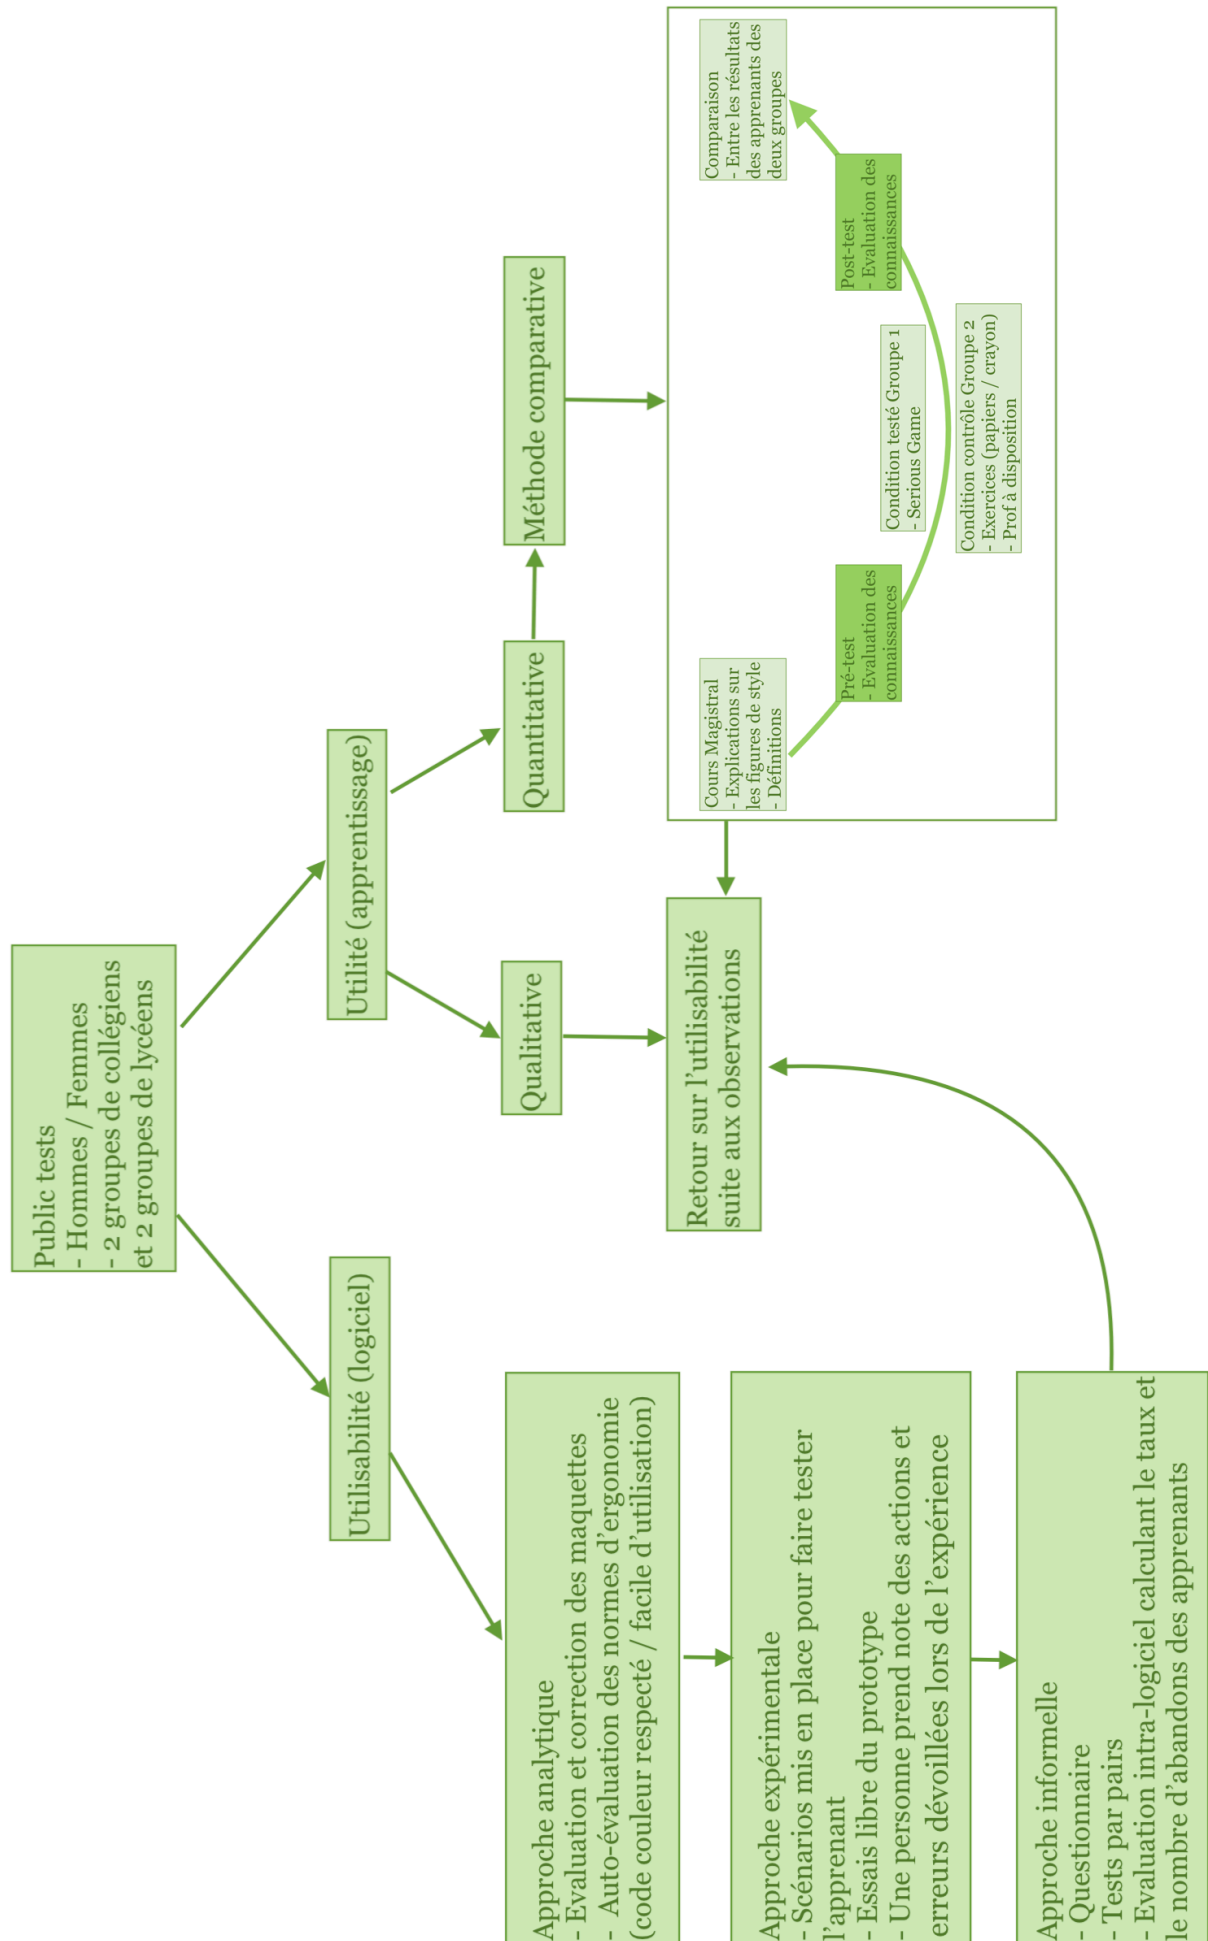 Public tests
- Hommes / Femmes
- 2 groupes de collégiens
et 2 groupes de lycéens
Utilisabilité (logiciel)
Utilité (apprentissage)
Approche analytique
- Evaluation et correction des maquettes
- Auto-évaluation des normes d'ergonomie
(code couleur respecté / facile d'utilisation)
Approche expérimentale
- Scénarios mis en place pour faire tester
l'apprenant
- Essais libre du prototype
- Une personne prend note des actions et
erreurs dévoillées lors de l'expérience
Approche informelle
- Questionnaire
- Tests par pairs
- Evaluation intra-logiciel calculant le taux et
le nombre d'abandons des apprenants
Qualitative
Quantitative
Méthode comparative
Retour sur l'utilisabilité
suite aux observations
Cours Magistral
- Explications sur
les figures de style
- Définitions
Pré-test
- Evaluation des
connaissances
Condition testé Groupe 1
- Serious Game
Condition contrôle Groupe 2
- Exercices (papiers / crayon)
- Prof à disposition
Post-test
- Evaluation des
connaissances
Comparaison
- Entre les résultats
des apprenants des
deux groupes